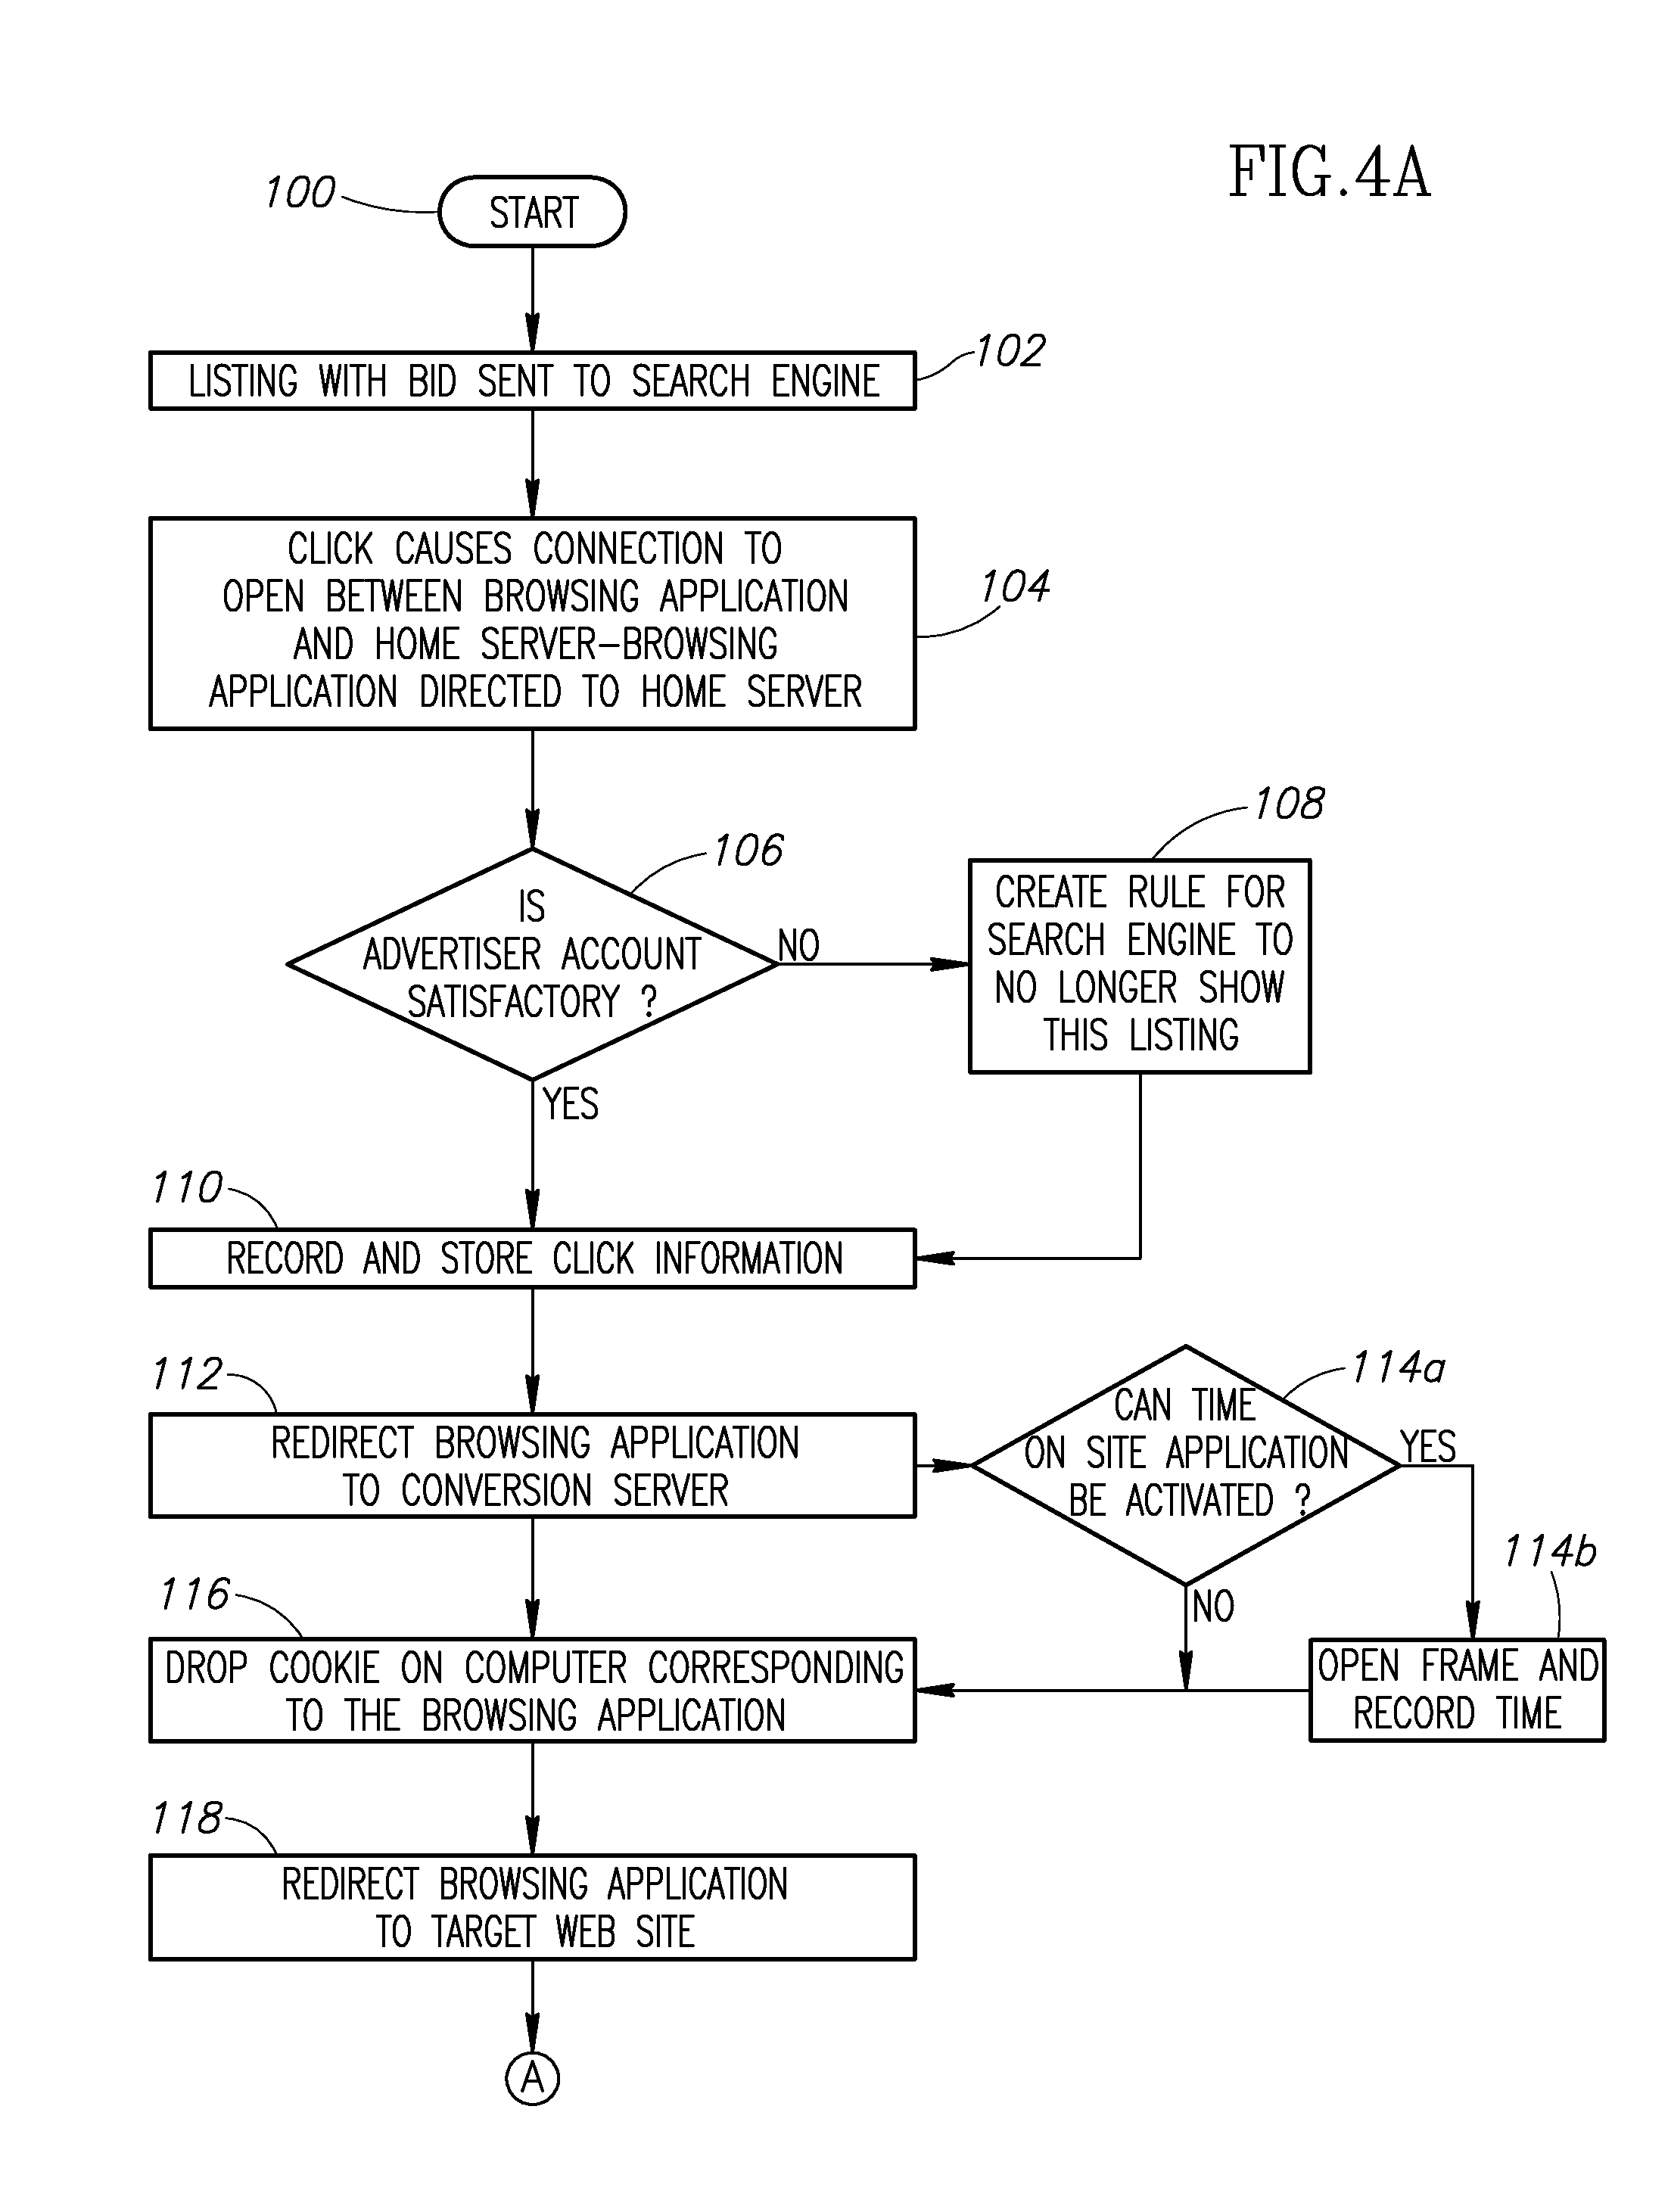 FIG.4A
100
START
102
LISTING WITH BID SENT TO SEARCH ENGINE
104
CLICK CAUSES CONNECTION TO
OPEN BETWEEN BROWSING APPLICATION
AND HOME SERVER-BROWSING
APPLICATION DIRECTED TO HOME SERVER
106
IS
ADVERTISER ACCOUNT
SATISFACTORY ?
NO
YES
108
CREATE RULE FOR
SEARCH ENGINE TO
NO LONGER SHOW
THIS LISTING
110
RECORD AND STORE CLICK INFORMATION
112
REDIRECT BROWSING APPLICATION
TO CONVERSION SERVER
114a
CAN TIME
ON SITE APPLICATION
BE ACTIVATED ?
YES
NO
114b
OPEN FRAME AND
RECORD TIME
116
DROP COOKIE ON COMPUTER CORRESPONDING
TO THE BROWSING APPLICATION
118
REDIRECT BROWSING APPLICATION
TO TARGET WEB SITE
A